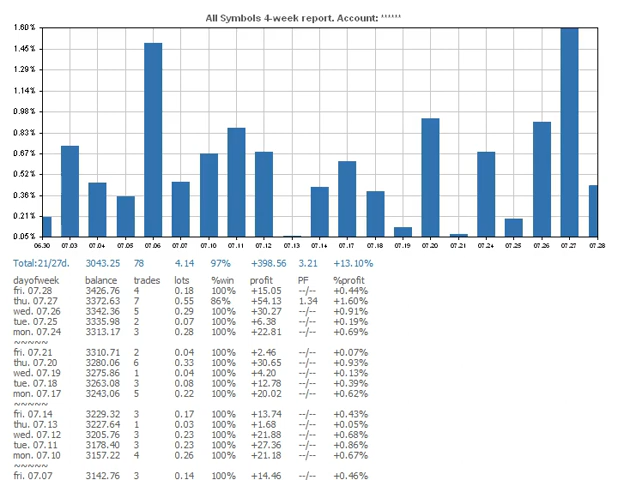 All Symbols 4-week report. Account: ******
1.60%
1.45%
1.29%
1.14%
0.98%
0.83%
0.67%
0.52%
0.36%
0.21%
0.05%
06.30 07.03 07.04 07.05 07.06 07.07 07.10 07.11 07.12 07.13 07.14 07.17 07.18 07.19 07.20 07.21 07.24 07.25 07.26 07.27 07.28
Total:21/27d. 3043.25 78 4.14 97% +398.56 3.21 +13.10%
dayofweek balance trades lots %win profit PF %profit
fri. 07.28 3426.76 4 0.18 100% +15.05 --/-- +0.44%
thu. 07.27 3372.63 7 0.55 86% +54.13 1.34 +1.60%
wed. 07.26 3342.36 5 0.29 100% +30.27 --/-- +0.91%
tue. 07.25 3335.98 2 0.07 100% +6.38 --/-- +0.19%
mon. 07.24 3313.17 3 0.28 100% +22.81 --/-- +0.69%
~~~~~
fri. 07.21 3310.71 2 0.04 100% +2.46 --/-- +0.07%
thu. 07.20 3280.06 6 0.33 100% +30.65 --/-- +0.93%
wed. 07.19 3275.86 1 0.04 100% +4.20 --/-- +0.13%
tue. 07.18 3263.08 3 0.08 100% +12.78 --/-- +0.39%
mon. 07.17 3243.06 5 0.22 100% +20.02 --/-- +0.62%
~~~~~
fri. 07.14 3229.32 3 0.17 100% +13.74 --/-- +0.43%
thu. 07.13 3227.64 1 0.03 100% +1.68 --/-- +0.05%
wed. 07.12 3205.76 3 0.23 100% +21.88 --/-- +0.68%
tue. 07.11 3178.40 3 0.23 100% +27.36 --/-- +0.86%
mon. 07.10 3157.22 4 0.26 100% +21.18 --/-- +0.67%
~~~~~
fri. 07.07 3142.76 3 0.14 100% +14.46 --/-- +0.46%